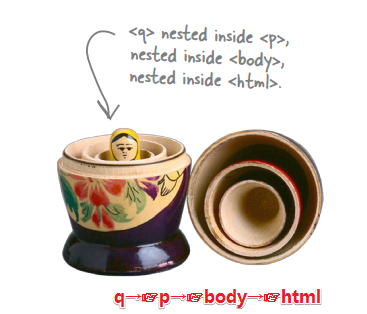 <q> nested inside <p>,
nested inside <body>,
nested inside <html>.
q→☞p→☞body→☞html